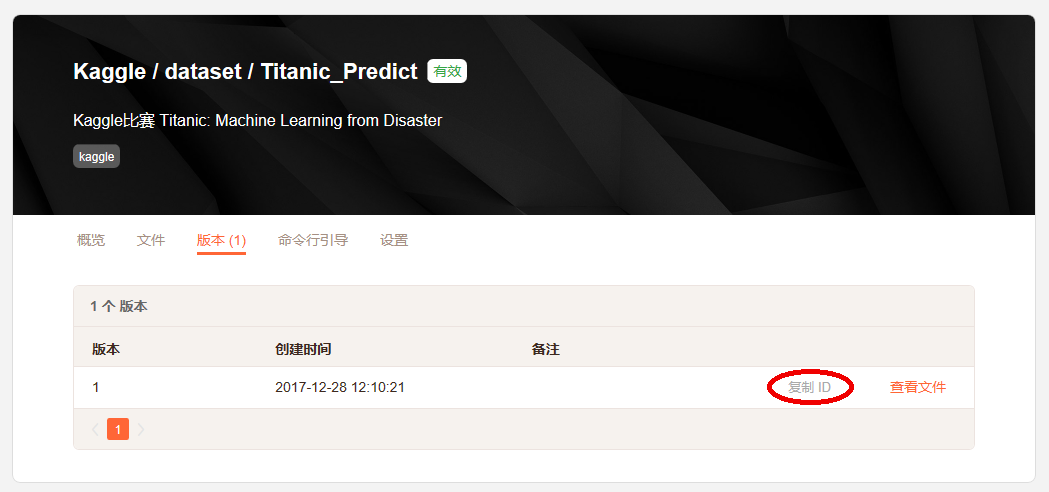 Kaggle / dataset / Titanic_Predict 有效
Kaggle比赛 Titanic: Machine Learning from Disaster
kaggle
概览 文件 版本 (1) 命令行引导 设置
1 个 版本
版本 创建时间 备注
1 2017-12-28 12:10:21 复制 ID 查看文件
1